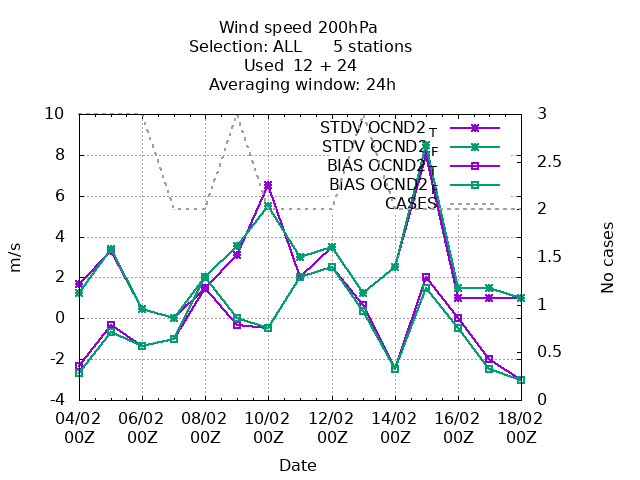 Wind speed 200hPa
Selection: ALL      5 stations
Used  12 + 24
Averaging window: 24h
STDV OCND2 T
STDV OCND2 F
BIAS OCND2 T
BIAS OCND2 F
CASES
10
8
6
4
2
0
-2
-4
m/s
3
2.5
2
1.5
1
0.5
0
No cases
04/02 06/02 08/02 10/02 12/02 14/02 16/02 18/02
00Z 00Z 00Z 00Z 00Z 00Z 00Z 00Z
Date